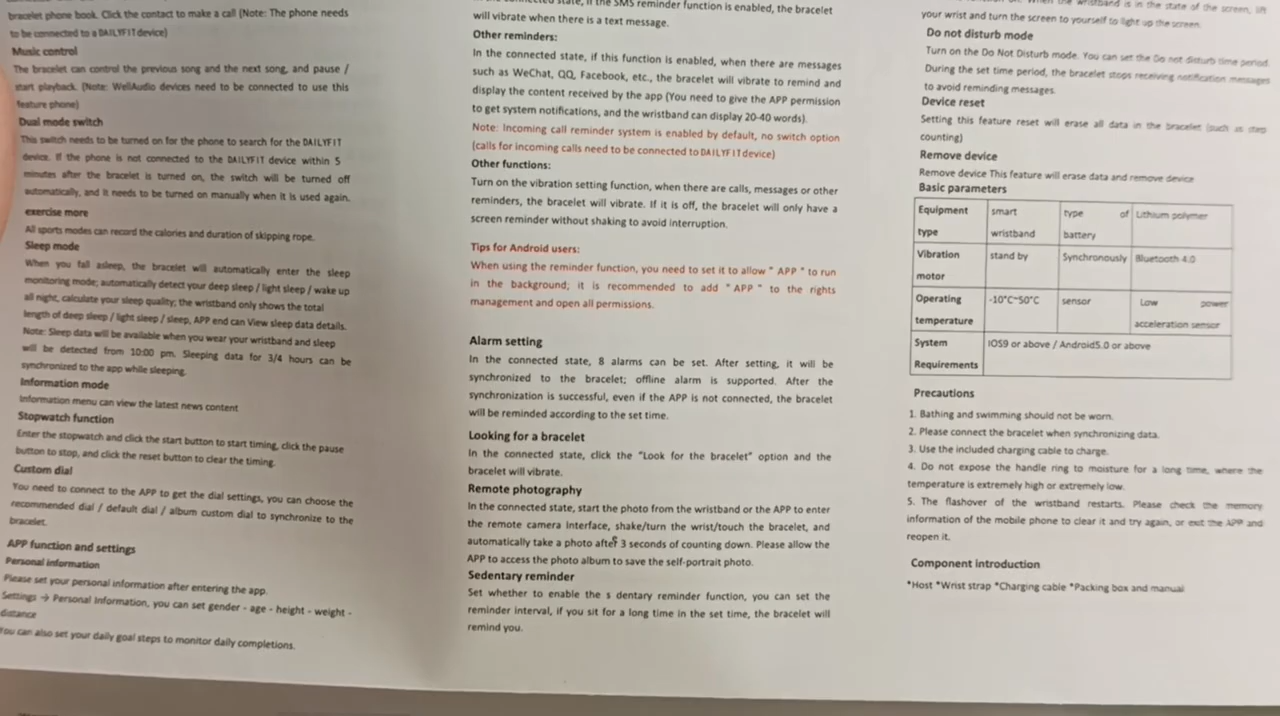 bracelet phone book. Click the contact to make a call (Note: The phone needs
to be connected to a DAILYFIT device)
Music control
The bracelet can control the previous song and the next song, and pause /
start playback. (Note: WellAudio devices need to be connected to use this
feature phone)
Dual mode switch
This switch needs to be turned on for the phone to search for the DAILYFIT
device. If the phone is not connected to the DAILYFIT device within 5
minutes after the bracelet is turned on, the switch will be turned off
automatically, and it needs to be turned on manually when it is used again.
exercise more
All sports modes can record the calories and duration of skipping rope.
Sleep mode
When you fall asleep, the bracelet will automatically enter the sleep
monitoring mode; automatically detect your deep sleep / light sleep / wake up
all night, calculate your sleep quality; the wristband only shows the total
length of deep sleep / light sleep / sleep, APP end can View sleep data details.
Note: Sleep data will be available when you wear your wristband and sleep
will be detected from 10:00 pm. Sleeping data for 3/4 hours can be
synchronized to the app while sleeping.
Information mode
Information menu can view the latest news content
Stopwatch function
Enter the stopwatch and click the start button to start timing, click the pause
button to stop, and click the reset button to clear the timing.
Custom dial
You need to connect to the APP to get the dial settings, you can choose the
recommended dial / default dial / album custom dial to synchronize to the
bracelet.
APP function and settings
Personal information
Please set your personal information after entering the app.
Settings → Personal Information, you can set gender - age - height - weight -
distance
You can also set your daily goal steps to monitor daily completions.
state, if the SMS reminder function is enabled, the bracelet
will vibrate when there is a text message.
Other reminders:
In the connected state, if this function is enabled, when there are messages
such as WeChat, QQ, Facebook, etc., the bracelet will vibrate to remind and
display the content received by the app (You need to give the APP permission
to get system notifications, and the wristband can display 20-40 words).
Note: Incoming call reminder system is enabled by default, no switch option
(calls for incoming calls need to be connected to DAILYFIT device)
Other functions:
Turn on the vibration setting function, when there are calls, messages or other
reminders, the bracelet will vibrate. If it is off, the bracelet will only have a
screen reminder without shaking to avoid interruption.
Tips for Android users:
When using the reminder function, you need to set it to allow " APP " to run
in the background; it is recommended to add " APP " to the rights
management and open all permissions.
Alarm setting
In the connected state, 8 alarms can be set. After setting, it will be
synchronized to the bracelet; offline alarm is supported. After the
synchronization is successful, even if the APP is not connected, the bracelet
will be reminded according to the set time.
Looking for a bracelet
In the connected state, click the "Look for the bracelet" option and the
bracelet will vibrate.
Remote photography
In the connected state, start the photo from the wristband or the APP to enter
the remote camera interface, shake/turn the wrist/touch the bracelet, and
automatically take a photo after 3 seconds of counting down. Please allow the
APP to access the photo album to save the self-portrait photo.
Sedentary reminder
Set whether to enable the s dentary reminder function, you can set the
reminder interval, if you sit for a long time in the set time, the bracelet will
remind you.
When the wristband is in the state of the screen, lift
your wrist and turn the screen to yourself to light up the screen.
Do not disturb mode
Turn on the Do Not Disturb mode. You can set the Do not disturb time period.
During the set time period, the bracelet stops receiving notification messages
to avoid reminding messages.
Device reset
Setting this feature reset will erase all data in the bracelet (such as step
counting)
Remove device
Remove device This feature will erase data and remove device
Basic parameters
Equipment type smart wristband type of battery Lithium polymer
Vibration motor stand by Synchronously Bluetooth 4.0
Operating temperature -10°C~50°C sensor Low power acceleration sensor
System Requirements IOS9 or above / Android5.0 or above
Precautions
1. Bathing and swimming should not be worn.
2. Please connect the bracelet when synchronizing data.
3. Use the included charging cable to charge.
4. Do not expose the handle ring to moisture for a long time, where the
temperature is extremely high or extremely low.
5. The flashover of the wristband restarts. Please check the memory
information of the mobile phone to clear it and try again, or exit the APP and
reopen it.
Component introduction
*Host *Wrist strap *Charging cable *Packing box and manual